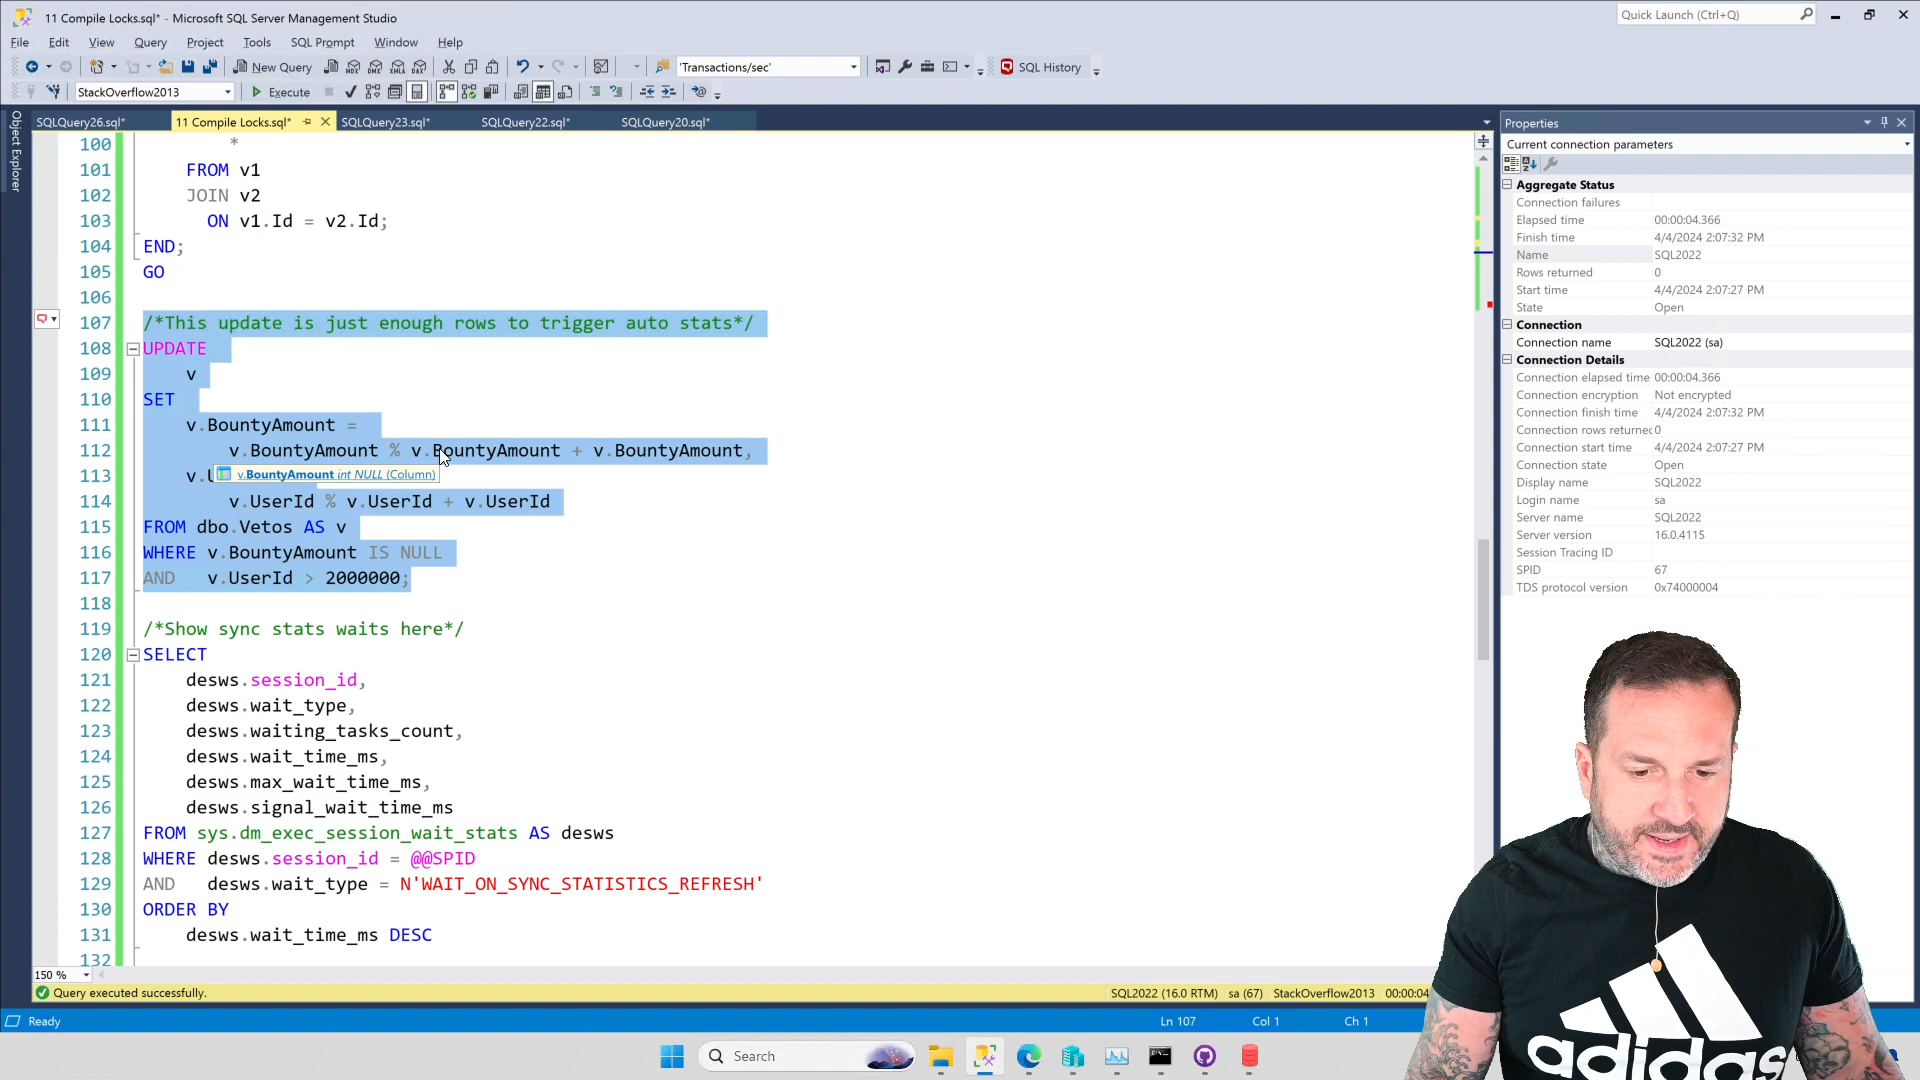 11 Compile Locks.sql* - Microsoft SQL Server Management Studio
Quick Launch (Ctrl+Q)
File Edit View Query Project Tools SQL Prompt Window Help
New Query MDX DMX XMLA DAX 'Transactions/sec' SQL History
StackOverflow2013 Execute
SQLQuery26.sql* 11 Compile Locks.sql* SQLQuery23.sql* SQLQuery22.sql* SQLQuery20.sql*
Object Explorer
100 *
101 FROM v1
102 JOIN v2
103 ON v1.Id = v2.Id;
104 END;
105 GO
106
107 /*This update is just enough rows to trigger auto stats*/
108 UPDATE
109 v
110 SET
111 v.BountyAmount =
112 v.BountyAmount % v.BountyAmount + v.BountyAmount,
113 v.U
v.BountyAmount int NULL (Column)
114 v.UserId % v.UserId + v.UserId
115 FROM dbo.Vetos AS v
116 WHERE v.BountyAmount IS NULL
117 AND v.UserId > 2000000;
118
119 /*Show sync stats waits here*/
120 SELECT
121 desws.session_id,
122 desws.wait_type,
123 desws.waiting_tasks_count,
124 desws.wait_time_ms,
125 desws.max_wait_time_ms,
126 desws.signal_wait_time_ms
127 FROM sys.dm_exec_session_wait_stats AS desws
128 WHERE desws.session_id = @@SPID
129 AND desws.wait_type = N'WAIT_ON_SYNC_STATISTICS_REFRESH'
130 ORDER BY
131 desws.wait_time_ms DESC
132
150 %
Query executed successfully. SQL2022 (16.0 RTM) sa (67) StackOverflow2013 00:00:04
Ready Ln 107 Col 1 Ch 1
Properties
Current connection parameters
Aggregate Status
Connection failures
Elapsed time 00:00:04.366
Finish time 4/4/2024 2:07:32 PM
Name SQL2022
Rows returned 0
Start time 4/4/2024 2:07:27 PM
State Open
Connection
Connection name SQL2022 (sa)
Connection Details
Connection elapsed time 00:00:04.366
Connection encryption Not encrypted
Connection finish time 4/4/2024 2:07:32 PM
Connection rows returned 0
Connection start time 4/4/2024 2:07:27 PM
Connection state Open
Display name SQL2022
Login name sa
Server name SQL2022
Server version 16.0.4115
Session Tracing ID
SPID 67
TDS protocol version 0x74000004
Search
adidas